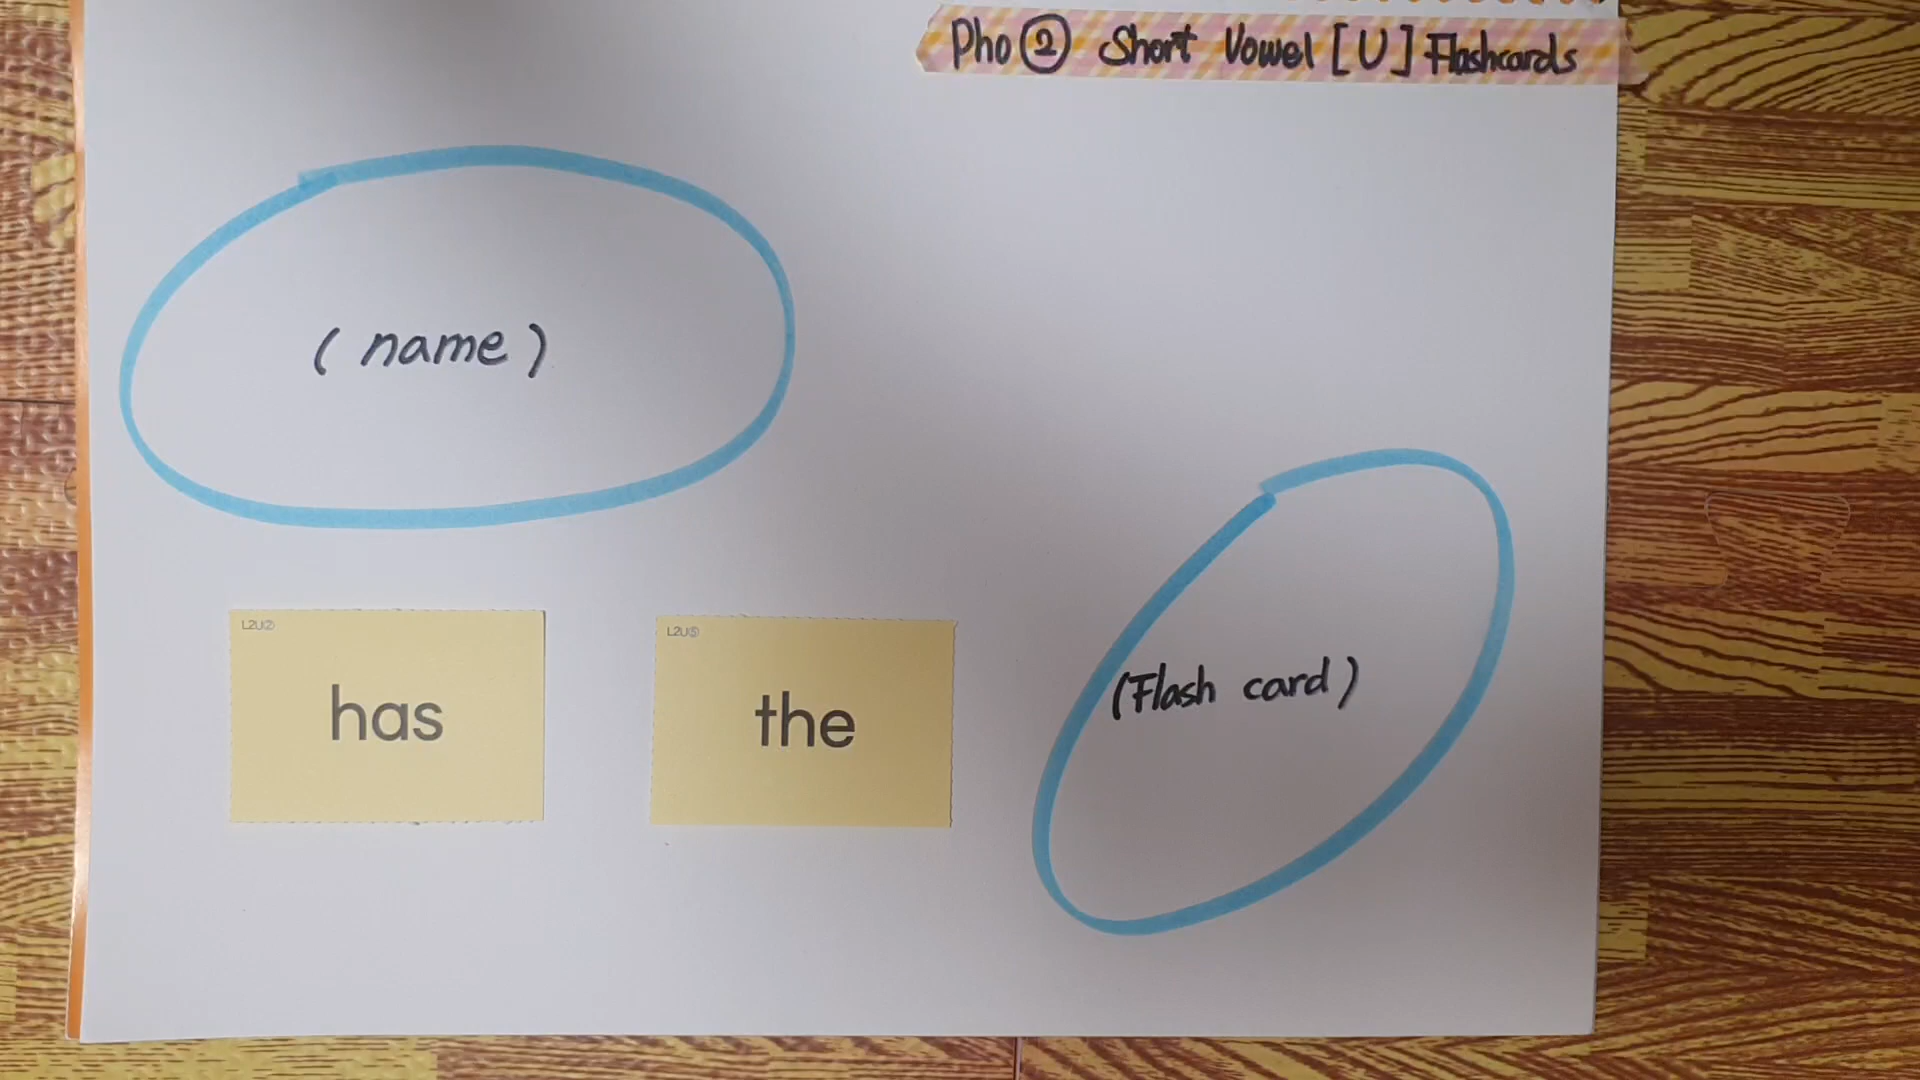 Pho ② Short Vowel [U] Flashcards
(name)
L2U②
has
L2U⑤
the
(Flash card)